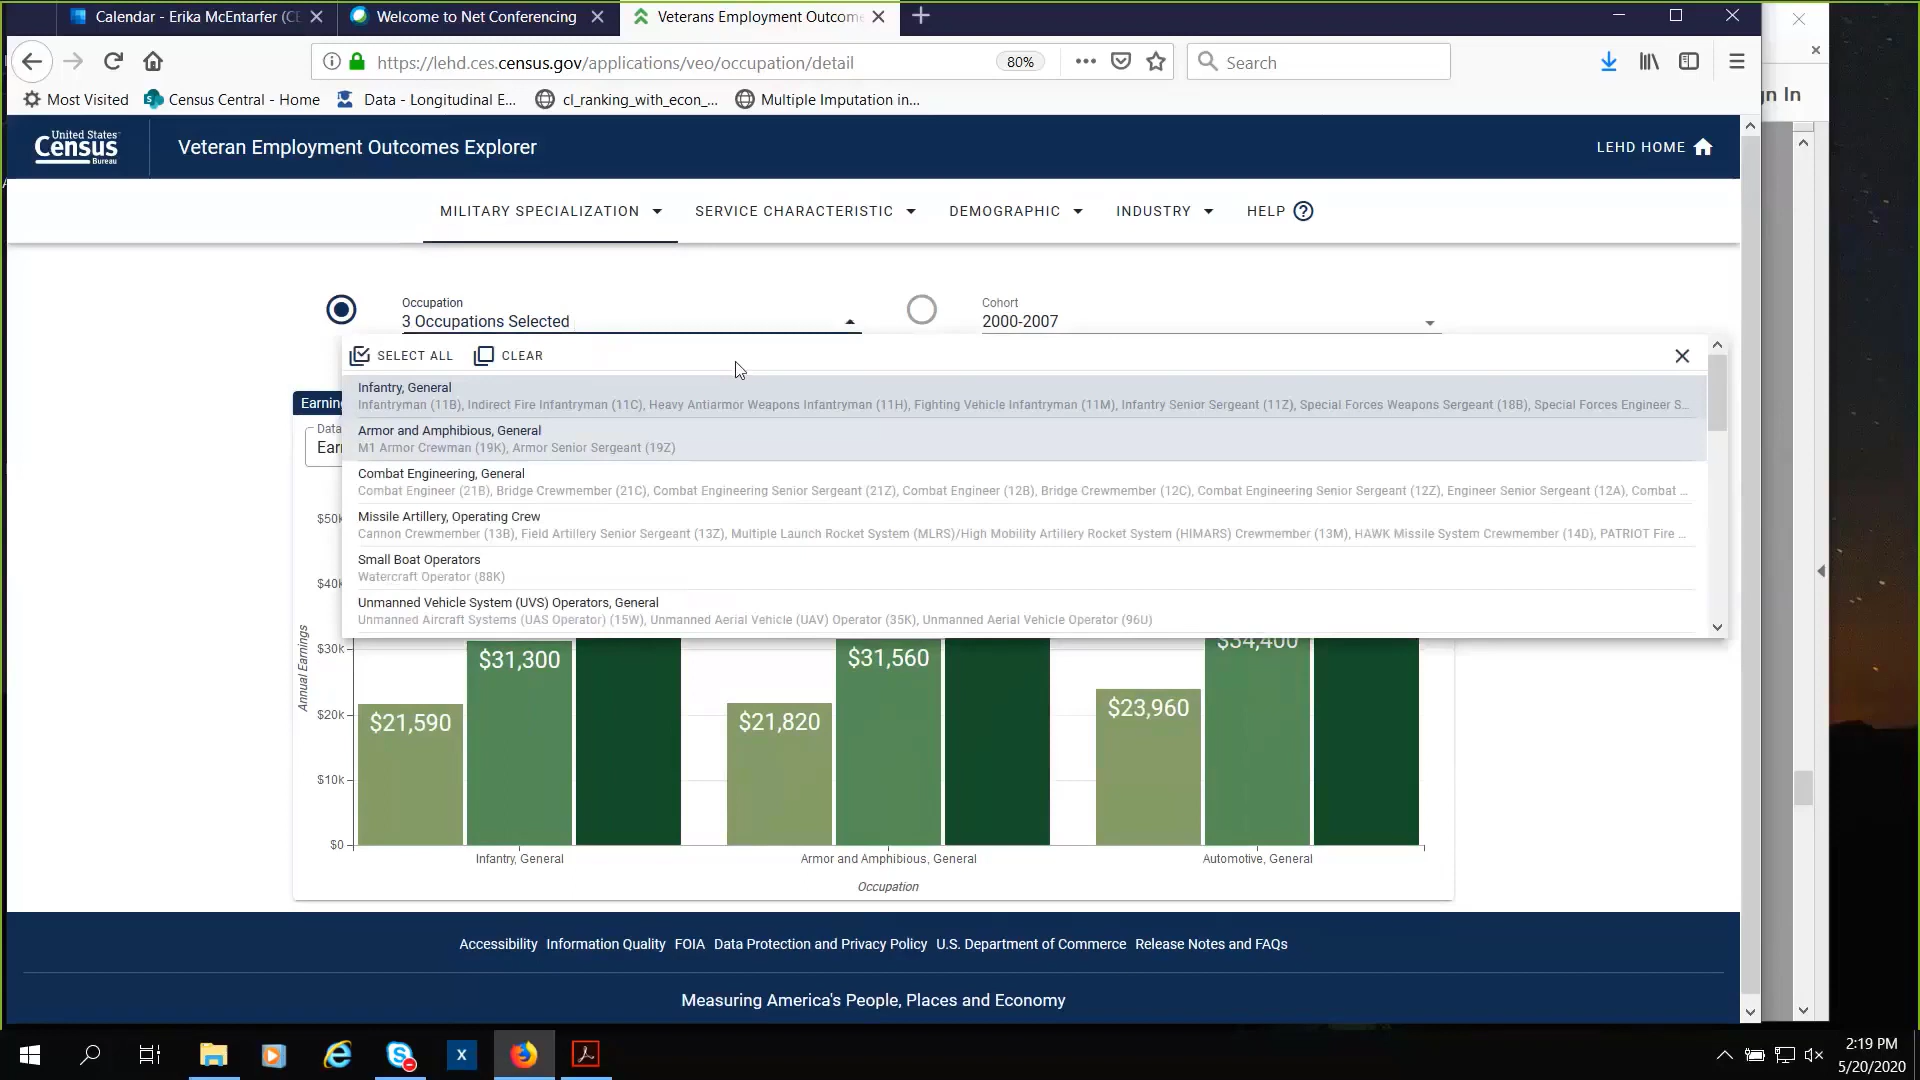 Calendar - Erika McEntarfer (CE
Welcome to Net Conferencing
Veterans Employment Outcome
https://lehd.ces.census.gov/applications/veo/occupation/detail
80%
Search
Most Visited
Census Central - Home
Data - Longitudinal E...
cl_ranking_with_econ_...
Multiple Imputation in...
n In
United States
Census
Bureau
Veteran Employment Outcomes Explorer
LEHD HOME
MILITARY SPECIALIZATION
SERVICE CHARACTERISTIC
DEMOGRAPHIC
INDUSTRY
HELP
Occupation
3 Occupations Selected
Cohort
2000-2007
SELECT ALL
CLEAR
Earnin
Data
Ear
Infantry, General
Infantryman (11B), Indirect Fire Infantryman (11C), Heavy Antiarmor Weapons Infantryman (11H), Fighting Vehicle Infantryman (11M), Infantry Senior Sergeant (11Z), Special Forces Weapons Sergeant (18B), Special Forces Engineer S...
Armor and Amphibious, General
M1 Armor Crewman (19K), Armor Senior Sergeant (19Z)
Combat Engineering, General
Combat Engineer (21B), Bridge Crewmember (21C), Combat Engineering Senior Sergeant (21Z), Combat Engineer (12B), Bridge Crewmember (12C), Combat Engineering Senior Sergeant (12Z), Engineer Senior Sergeant (12A), Combat ...
Missile Artillery, Operating Crew
Cannon Crewmember (13B), Field Artillery Senior Sergeant (13Z), Multiple Launch Rocket System (MLRS)/High Mobility Artillery Rocket System (HIMARS) Crewmember (13M), HAWK Missile System Crewmember (14D), PATRIOT Fire ...
Small Boat Operators
Watercraft Operator (88K)
Unmanned Vehicle System (UVS) Operators, General
Unmanned Aircraft Systems (UAS Operator) (15W), Unmanned Aerial Vehicle (UAV) Operator (35K), Unmanned Aerial Vehicle Operator (96U)
$50k
$40k
$30k
$20k
$10k
$0
Annual Earnings
$21,590
$31,300
$21,820
$31,560
$23,960
$34,400
Infantry, General
Armor and Amphibious, General
Automotive, General
Occupation
Accessibility Information Quality FOIA Data Protection and Privacy Policy U.S. Department of Commerce Release Notes and FAQs
Measuring America's People, Places and Economy
2:19 PM
5/20/2020